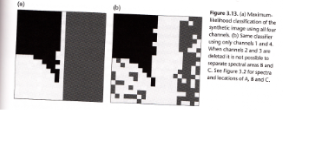 (a)
(b)
Figure 3.13. (a) Maximum-
likelihood classification of the
synthetic image using all four
channels. (b) Same classifier
using only channels 1 and 4.
When channels 2 and 3 are
deleted it is not possible to
separate spectral areas B and
C. See Figure 3.2 for spectra
and locations of A, B and C.